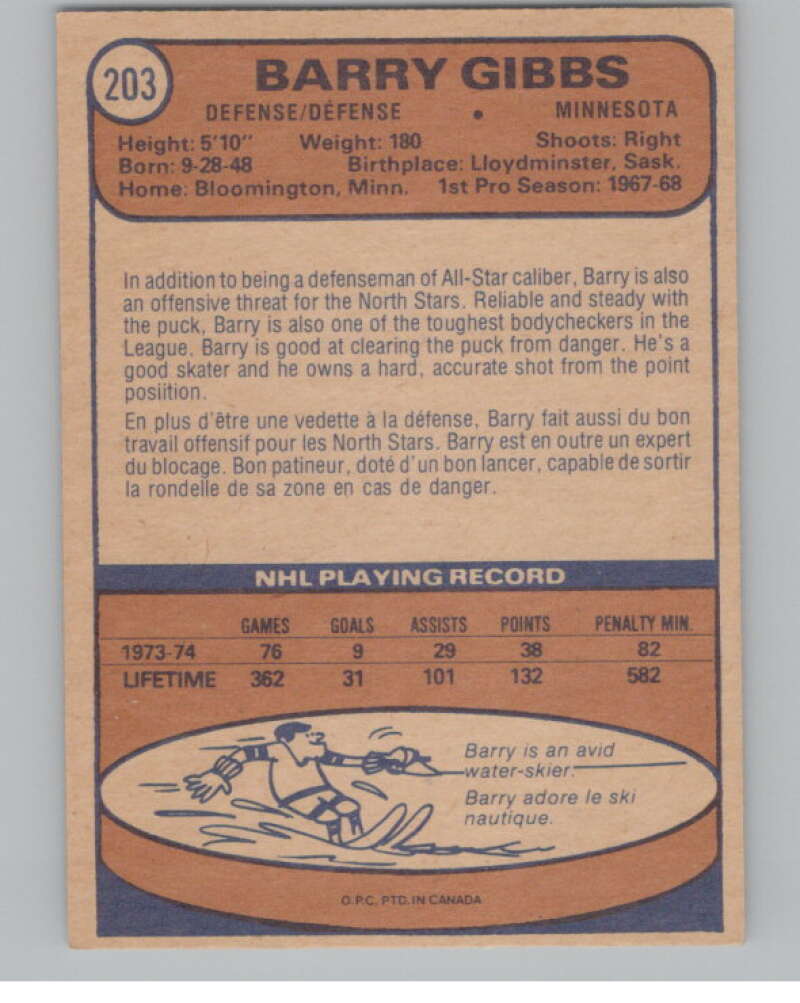 203
BARRY GIBBS
DEFENSE/DÉFENSE • MINNESOTA
Height: 5'10" Weight: 180 Shoots: Right
Born: 9-28-48 Birthplace: Lloydminster, Sask.
Home: Bloomington, Minn. 1st Pro Season: 1967-68
In addition to being a defenseman of All-Star caliber, Barry is also
an offensive threat for the North Stars. Reliable and steady with
the puck, Barry is also one of the toughest bodycheckers in the
League. Barry is good at clearing the puck from danger. He's a
good skater and he owns a hard, accurate shot from the point
posiition.
En plus d'être une vedette à la défense, Barry fait aussi du bon
travail offensif pour les North Stars. Barry est en outre un expert
du blocage. Bon patineur, doté d'un bon lancer, capable de sortir
la rondelle de sa zone en cas de danger.
NHL PLAYING RECORD
GAMES GOALS ASSISTS POINTS PENALTY MIN.
1973-74 76 9 29 38 82
LIFETIME 362 31 101 132 582
Barry is an avid
water-skier.
Barry adore le ski
nautique.
O.P.C. PTD. IN CANADA